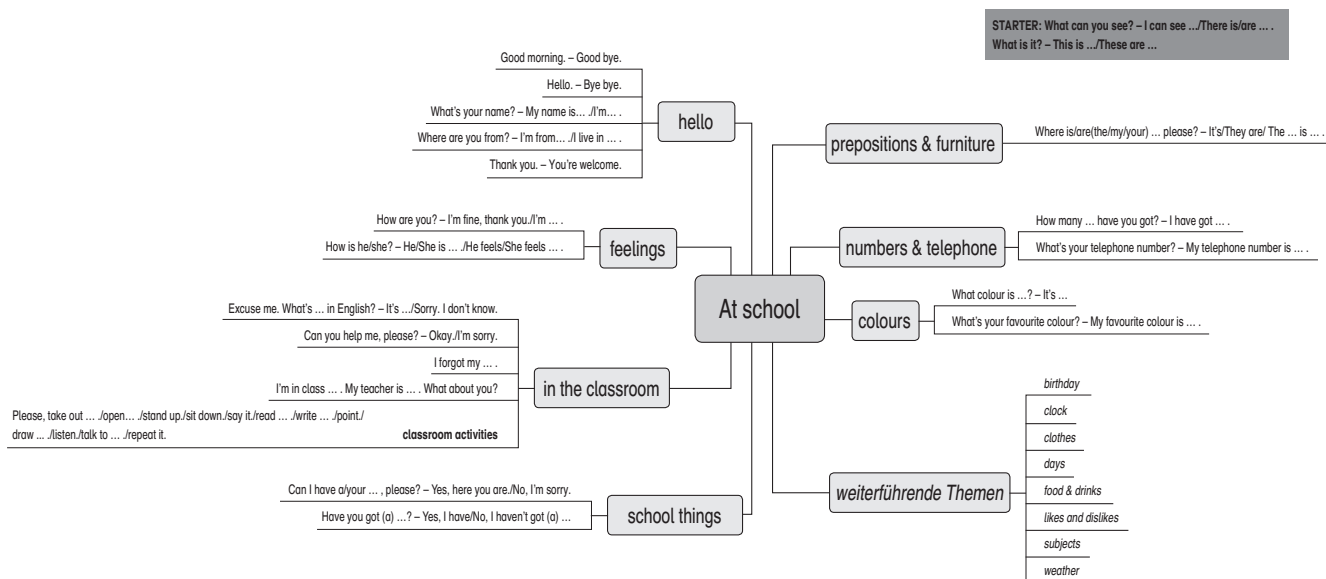 STARTER: What can you see? – I can see …/There is/are … .
What is it? – This is …/These are …
At school
hello
Good morning. – Good bye.
Hello. – Bye bye.
What's your name? – My name is… ./I'm… .
Where are you from? – I'm from… ./I live in … .
Thank you. – You're welcome.
feelings
How are you? – I'm fine, thank you./I'm … .
How is he/she? – He/She is … ./He feels/She feels … .
in the classroom
Excuse me. What's … in English? – It's …/Sorry. I don't know.
Can you help me, please? – Okay./I'm sorry.
I forgot my … .
I'm in class … . My teacher is … . What about you?
Please, take out … ./open… ./stand up./sit down./say it./read … ./write … ./point./
draw ... ./listen./talk to … ./repeat it. classroom activities
school things
Can I have a/your … , please? – Yes, here you are./No, I'm sorry.
Have you got (a) …? – Yes, I have/No, I haven't got (a) …
prepositions & furniture
Where is/are(the/my/your) … please? – It's/They are/ The … is … .
numbers & telephone
How many … have you got? – I have got … .
What's your telephone number? – My telephone number is … .
colours
What colour is …? – It's …
What's your favourite colour? – My favourite colour is … .
weiterführende Themen
birthday
clock
clothes
days
food & drinks
likes and dislikes
subjects
weather